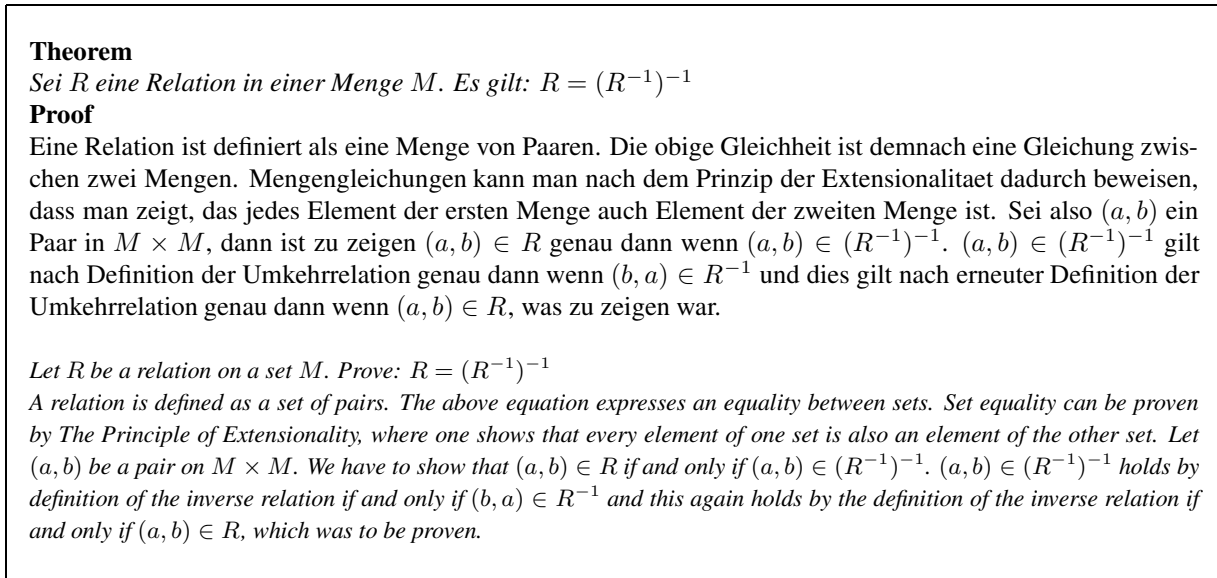 Theorem
Sei R eine Relation in einer Menge M. Es gilt: R = (R⁻¹)⁻¹
Proof
Eine Relation ist definiert als eine Menge von Paaren. Die obige Gleichheit ist demnach eine Gleichung zwis-
chen zwei Mengen. Mengengleichungen kann man nach dem Prinzip der Extensionalitaet dadurch beweisen,
dass man zeigt, das jedes Element der ersten Menge auch Element der zweiten Menge ist. Sei also (a, b) ein
Paar in M × M, dann ist zu zeigen (a, b) ∈ R genau dann wenn (a, b) ∈ (R⁻¹)⁻¹. (a, b) ∈ (R⁻¹)⁻¹ gilt
nach Definition der Umkehrrelation genau dann wenn (b, a) ∈ R⁻¹ und dies gilt nach erneuter Definition der
Umkehrrelation genau dann wenn (a, b) ∈ R, was zu zeigen war.
Let R be a relation on a set M. Prove: R = (R⁻¹)⁻¹
A relation is defined as a set of pairs. The above equation expresses an equality between sets. Set equality can be proven
by The Principle of Extensionality, where one shows that every element of one set is also an element of the other set. Let
(a, b) be a pair on M × M. We have to show that (a, b) ∈ R if and only if (a, b) ∈ (R⁻¹)⁻¹. (a, b) ∈ (R⁻¹)⁻¹ holds by
definition of the inverse relation if and only if (b, a) ∈ R⁻¹ and this again holds by the definition of the inverse relation if
and only if (a, b) ∈ R, which was to be proven.